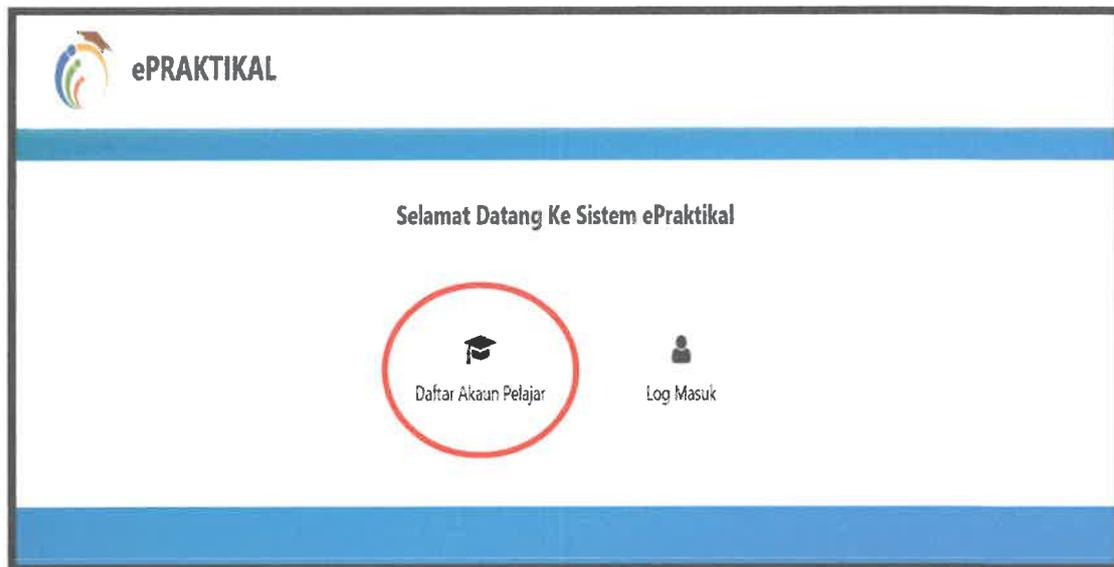 ePRAKTIKAL
Selamat Datang Ke Sistem ePraktikal
Daftar Akaun Pelajar
Log Masuk